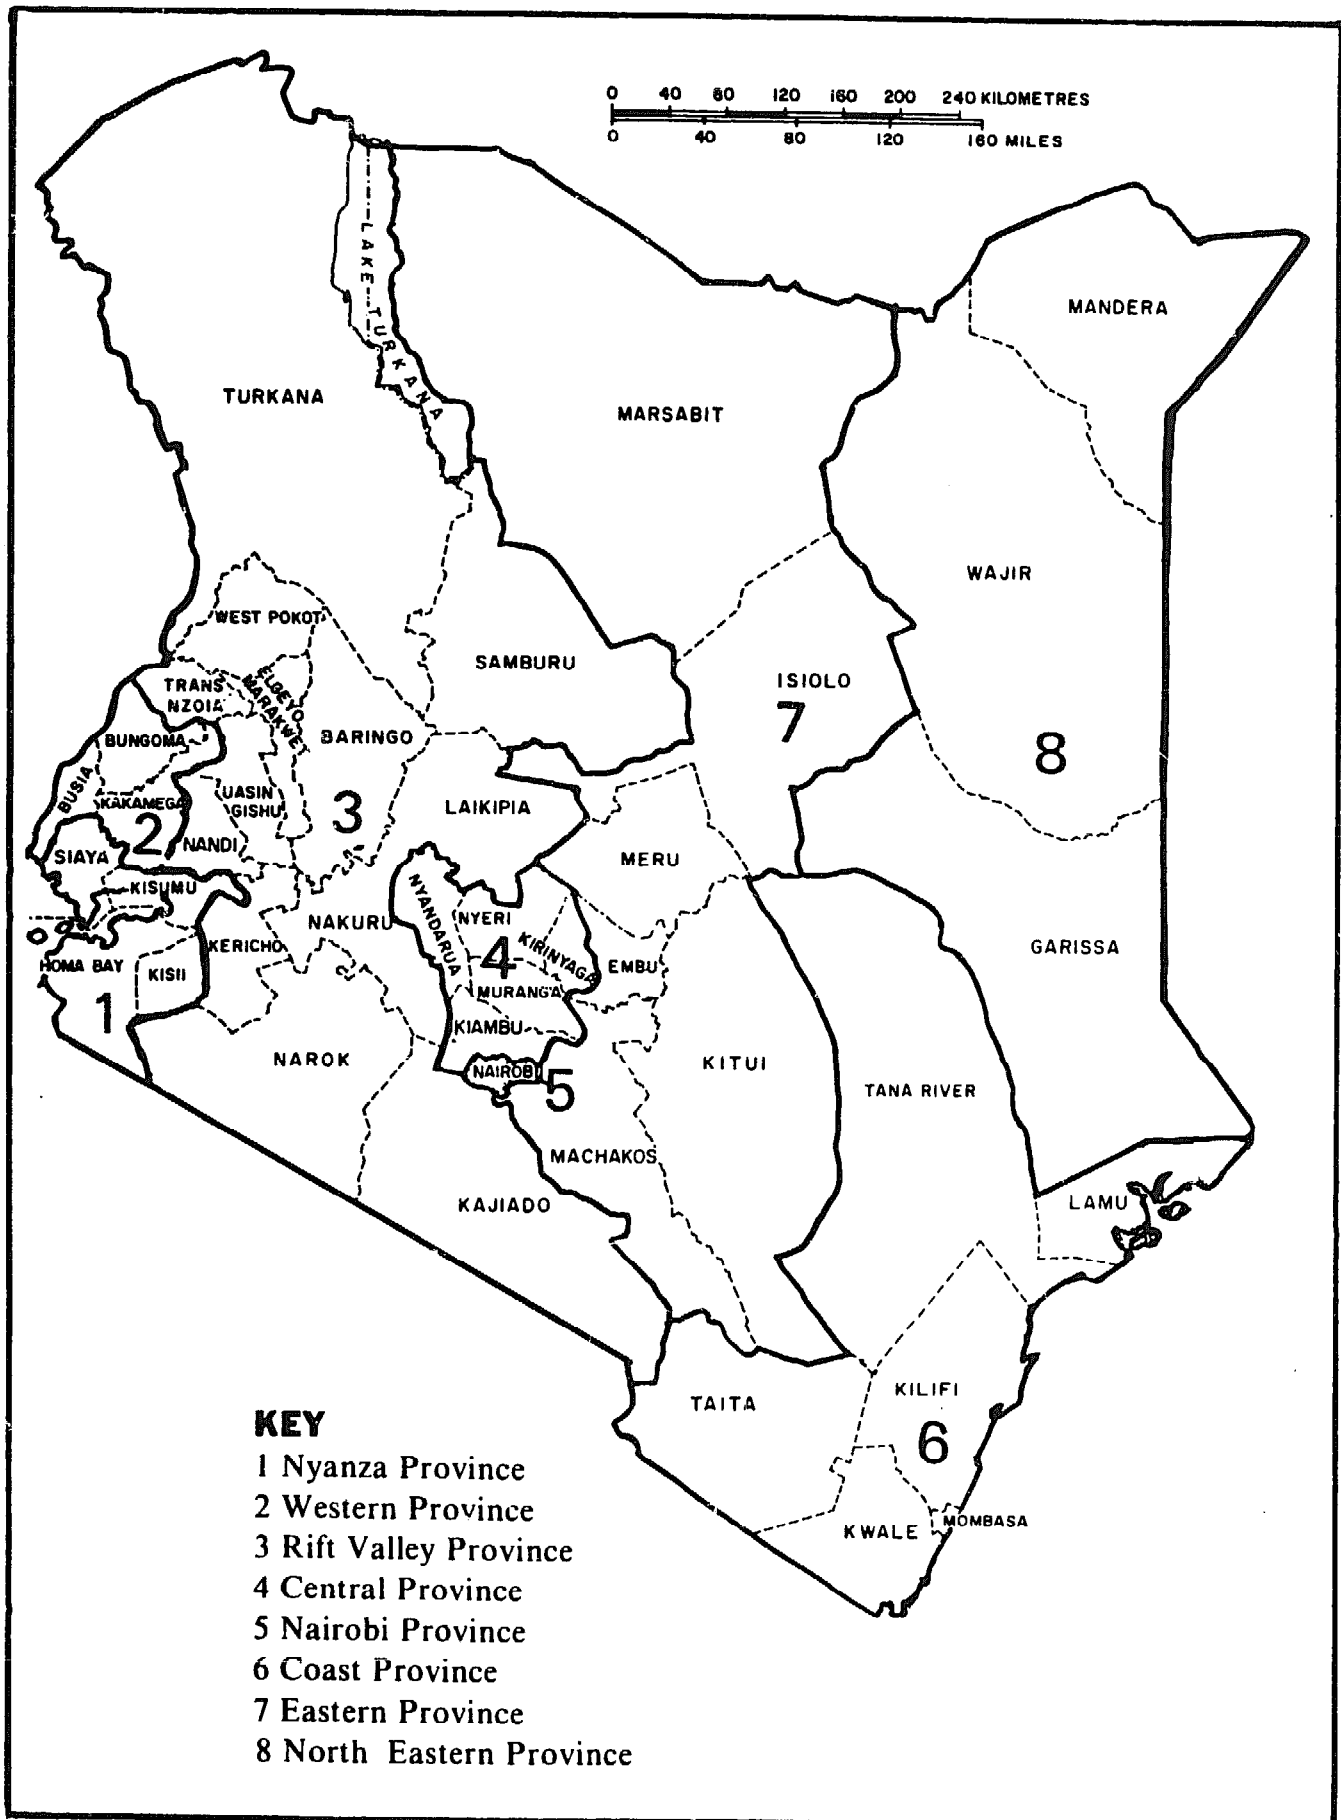 0 40 80 120 160 200 240 KILOMETRES
0 40 80 120 160 MILES
LAKE TURKANA
MANDERA
TURKANA
MARSABIT
WAJIR
WEST POKOT
SAMBURU
ISIOLO
7
TRANS
NZOIA
ELGEYO
MARAKWET
BARINGO
BUNGOMA
8
BUSIA
KAKAMEGA
2
UASIN
GISHU
3
LAIKIPIA
NANDI
SIAYA
MERU
KISUMU
NYANDARUA
NYERI
NAKURU
KERICHO
4
KIRINYAGA
EMBU
GARISSA
HOMA BAY
KISII
MURANGA
1
KIAMBU
NAROK
NAIROBI
5
KITUI
TANA RIVER
MACHAKOS
KAJIADO
LAMU
TAITA
KILIFI
6
KWALE
MOMBASA
KEY
1 Nyanza Province
2 Western Province
3 Rift Valley Province
4 Central Province
5 Nairobi Province
6 Coast Province
7 Eastern Province
8 North Eastern Province